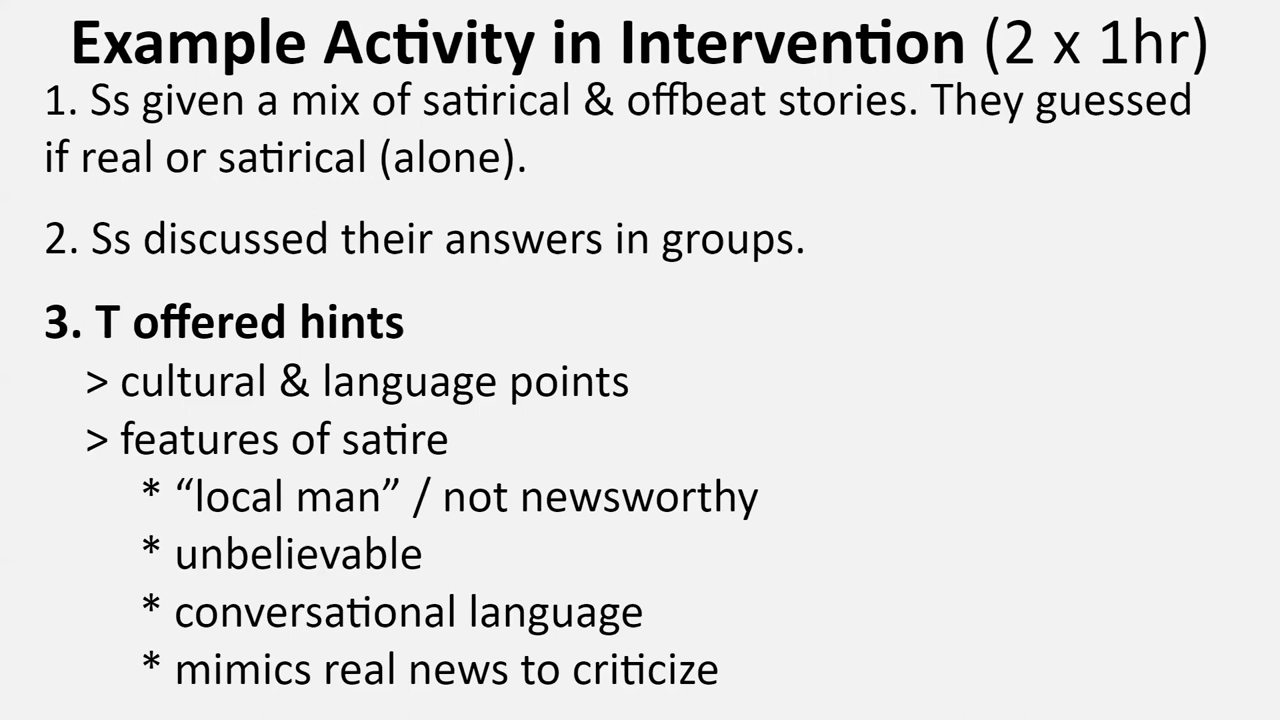 Example Activity in Intervention (2 x 1hr)
1. Ss given a mix of satirical & offbeat stories. They guessed
if real or satirical (alone).
2. Ss discussed their answers in groups.
3. T offered hints
> cultural & language points
> features of satire
* “local man” / not newsworthy
* unbelievable
* conversational language
* mimics real news to criticize